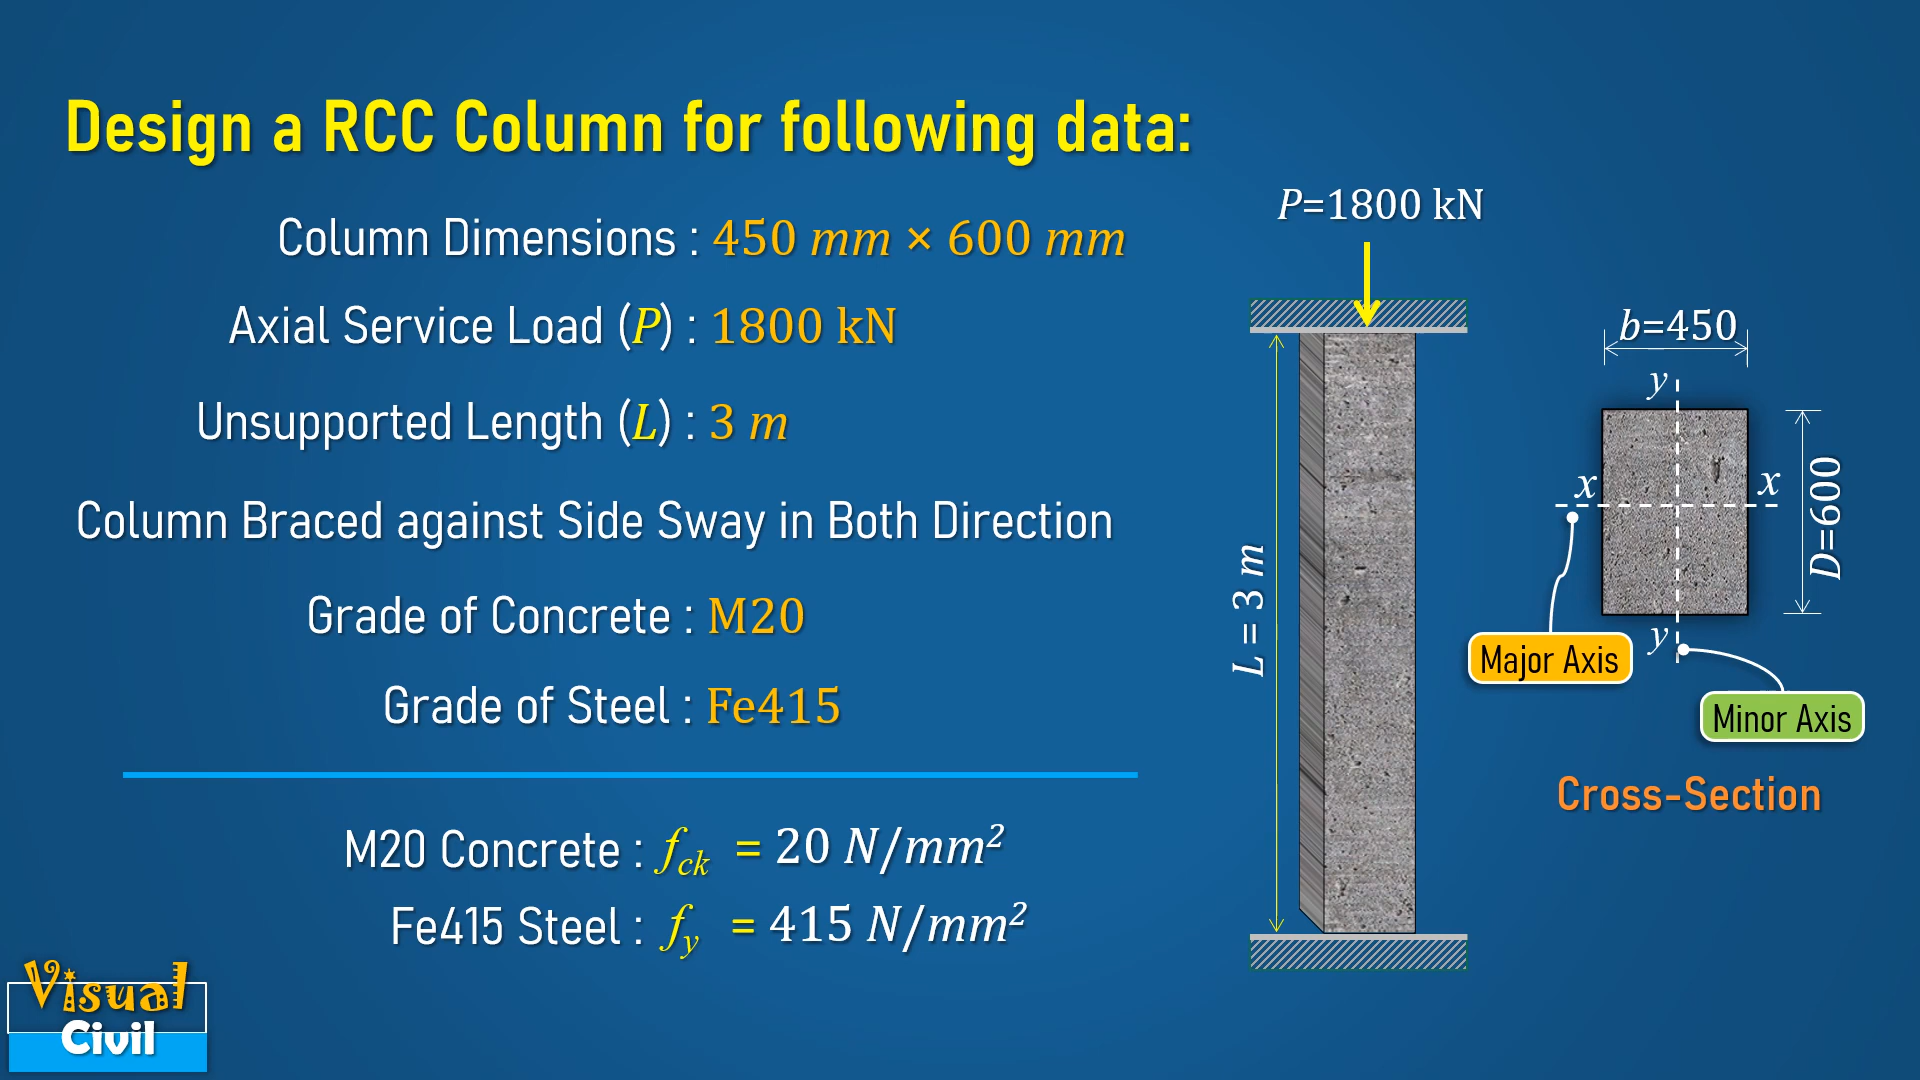 Design a RCC Column for following data:
Column Dimensions : 450 mm × 600 mm
Axial Service Load (P) : 1800 kN
Unsupported Length (L) : 3 m
Column Braced against Side Sway in Both Direction
Grade of Concrete : M20
Grade of Steel : Fe415
M20 Concrete : fck = 20 N/mm²
Fe415 Steel : fy = 415 N/mm²
P=1800 kN
L = 3 m
b=450
y
x
x
D=600
y
Major Axis
Minor Axis
Cross-Section
Visual
Civil